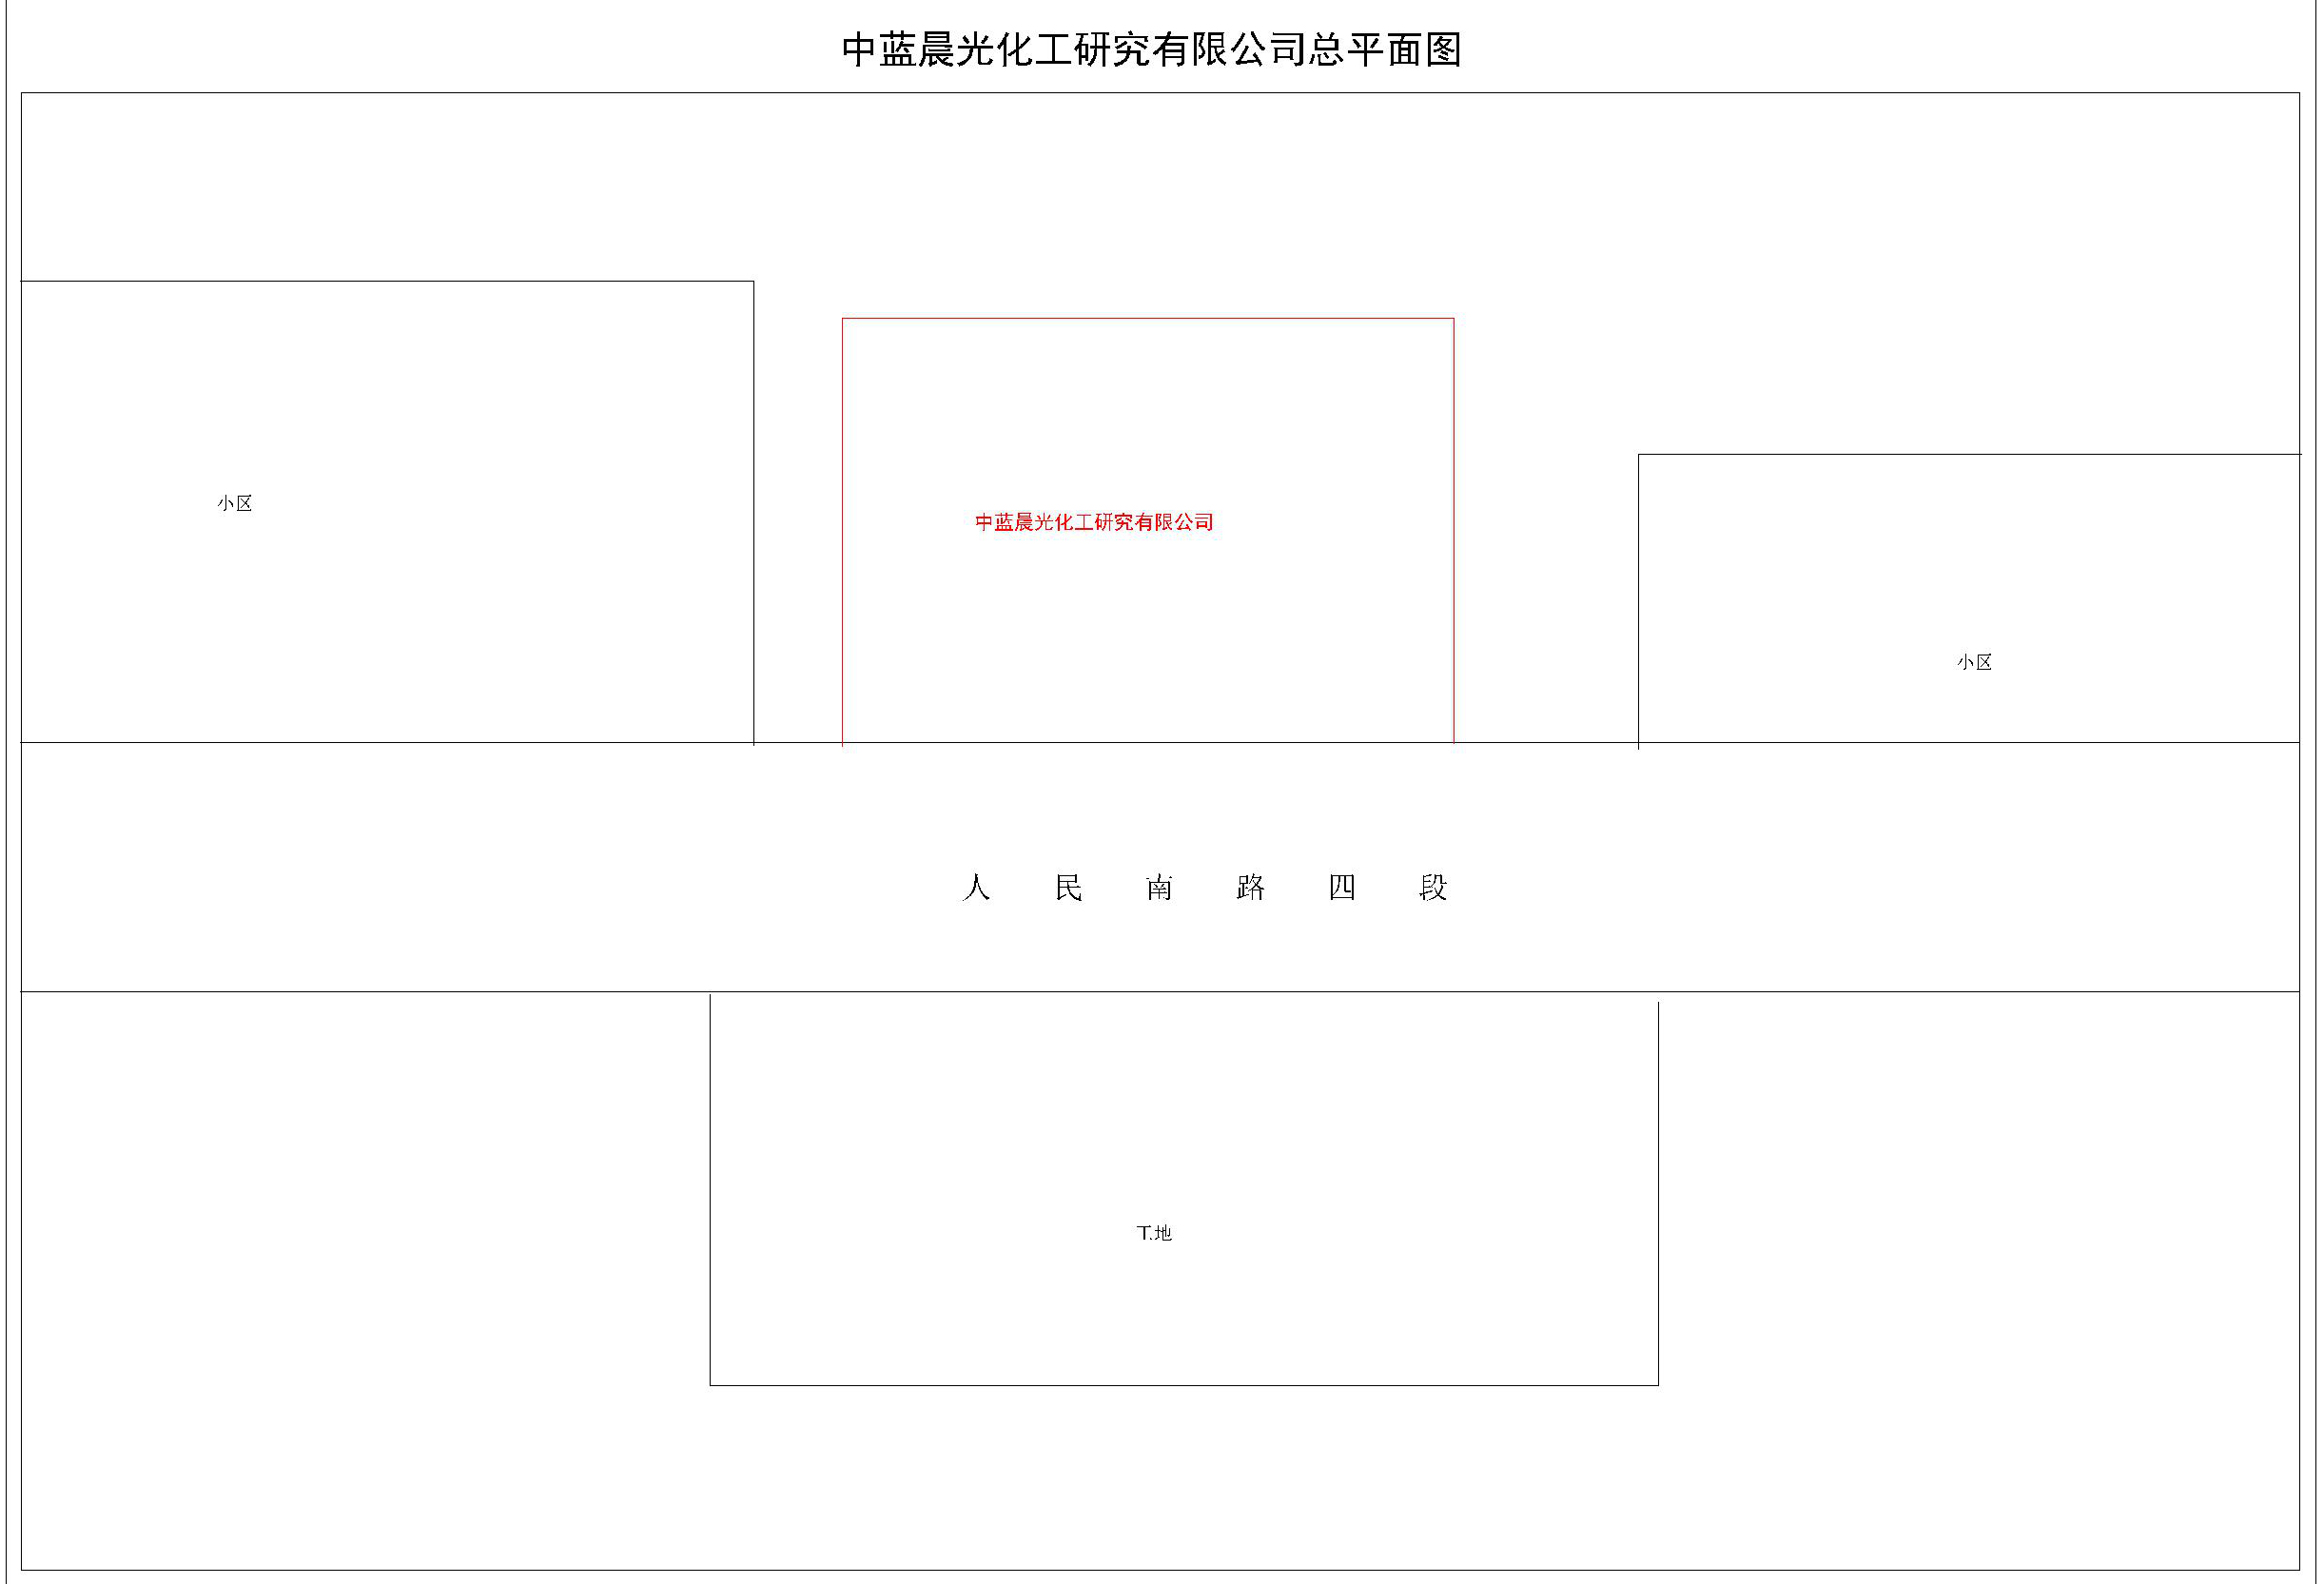 中蓝晨光化工研究有限公司总平面图
小区
中蓝晨光化工研究有限公司
小区
人民南路四段
工地